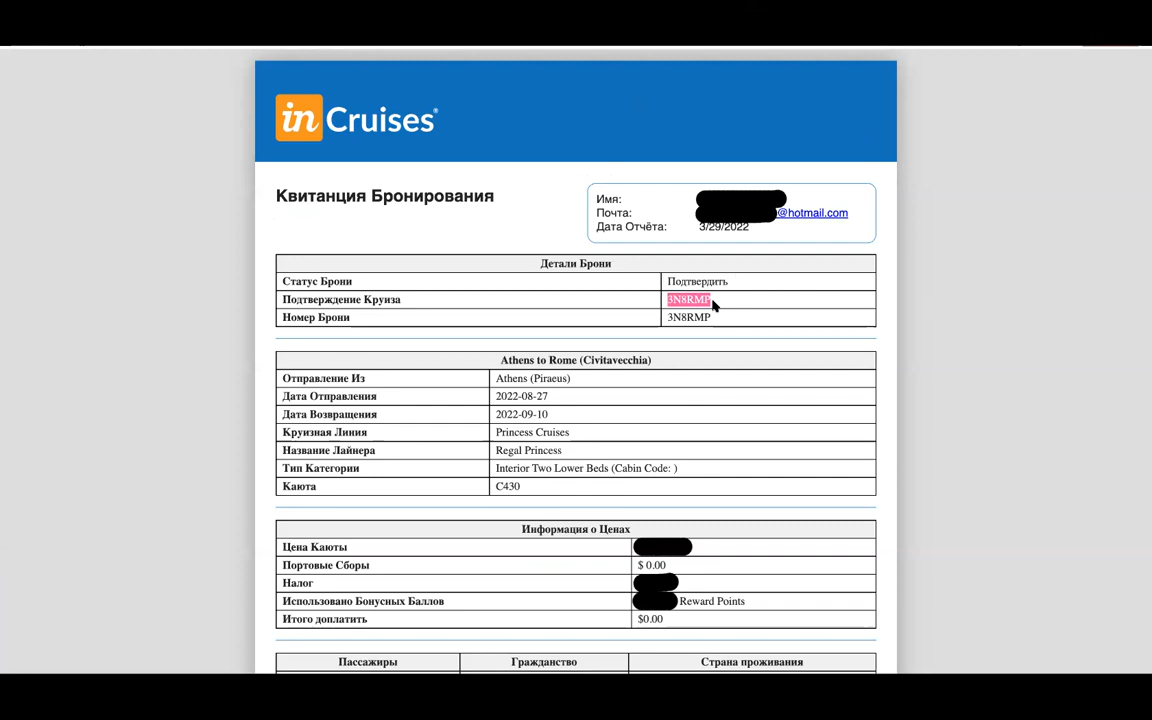 in Cruises®
Квитанция Бронирования
Имя:
Почта: @hotmail.com
Дата Отчёта: 3/29/2022
Детали Брони
Статус Брони Подтвердить
Подтверждение Круиза 3N8RMP
Номер Брони 3N8RMP
Athens to Rome (Civitavecchia)
Отправление Из Athens (Piraeus)
Дата Отправления 2022-08-27
Дата Возвращения 2022-09-10
Круизная Линия Princess Cruises
Название Лайнера Regal Princess
Тип Категории Interior Two Lower Beds (Cabin Code: )
Каюта C430
Информация о Ценах
Цена Каюты
Портовые Сборы $ 0.00
Налог
Использовано Бонусных Баллов Reward Points
Итого доплатить $0.00
Пассажиры Гражданство Страна проживания